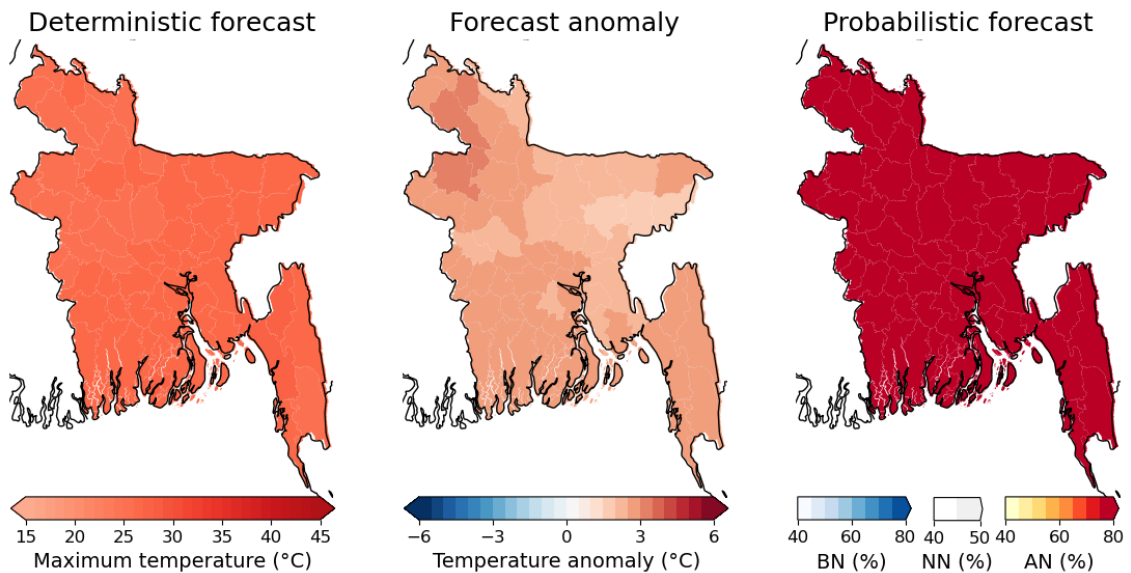 Deterministic forecast
Forecast anomaly
Probabilistic forecast
15 20 25 30 35 40 45
Maximum temperature (°C)
−6 −3 0 3 6
Temperature anomaly (°C)
40 60 80
BN (%)
40 50
NN (%)
40 60 80
AN (%)